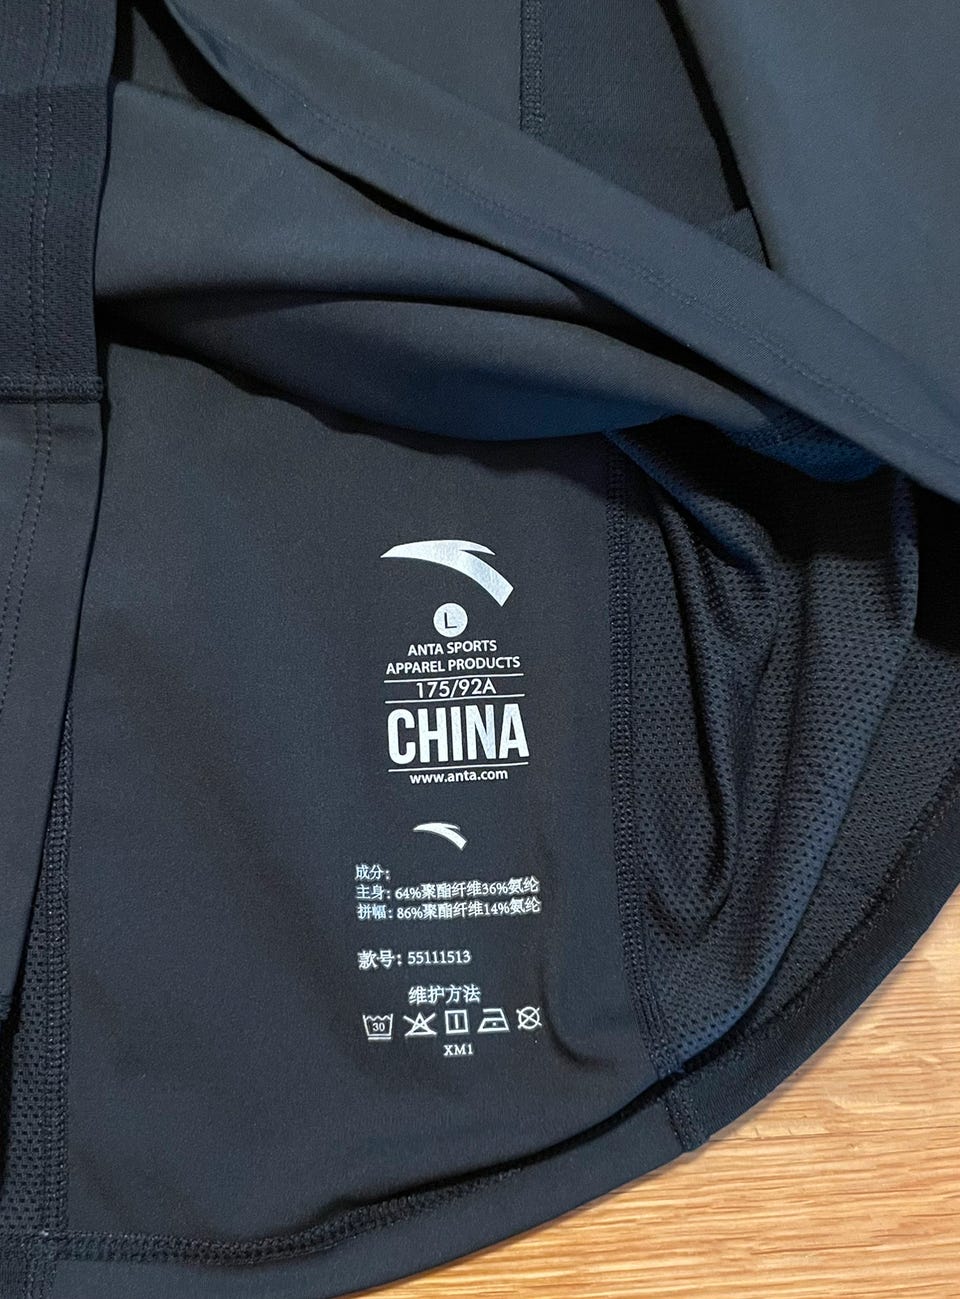 L
ANTA SPORTS
APPAREL PRODUCTS
175/92A
CHINA
www.anta.com
成分:
主身: 64%聚酯纤维36%氨纶
拼幅: 86%聚酯纤维14%氨纶
款号: 55111513
维护方法
30
XM1